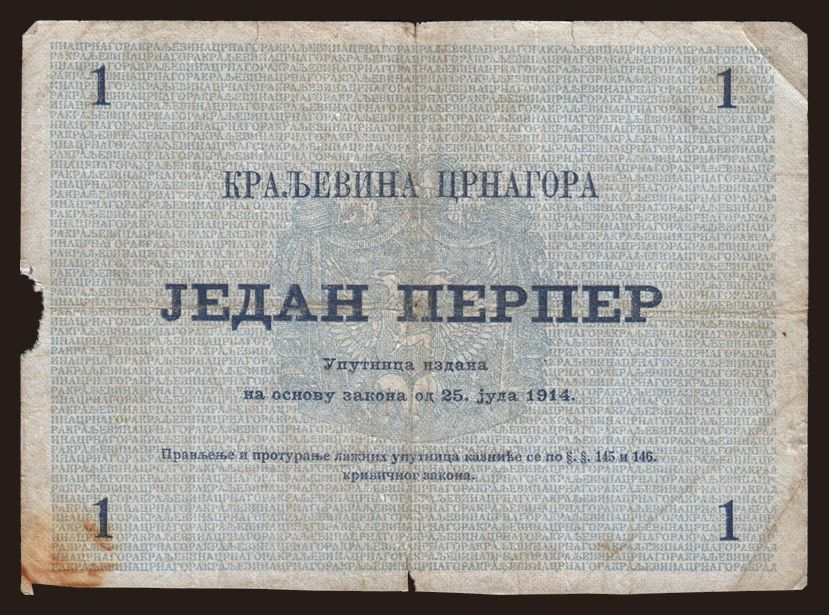 1 1
КРАЉЕВИНА ЦРНАГОРА
ЈЕДАН ПЕРПЕР
Упутница издана
на основу закона од 25. јула 1914.
Прављење и протурање лажних упутница казниће се по §. §. 145 и 146.
кривичног закона.
1 1